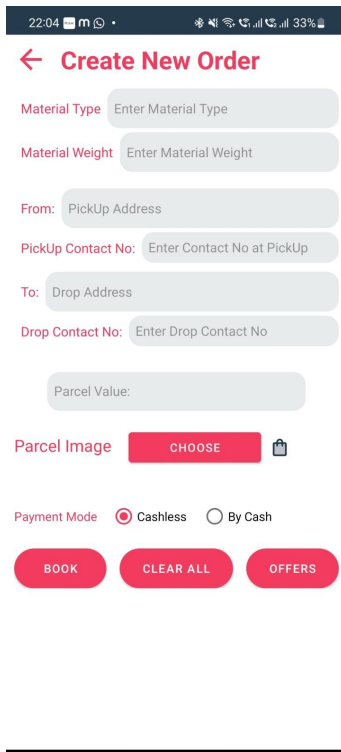 22:04 m 33%
Create New Order
Material Type Enter Material Type
Material Weight Enter Material Weight
From: PickUp Address
PickUp Contact No: Enter Contact No at PickUp
To: Drop Address
Drop Contact No: Enter Drop Contact No
Parcel Value:
Parcel Image CHOOSE
Payment Mode Cashless By Cash
BOOK CLEAR ALL OFFERS